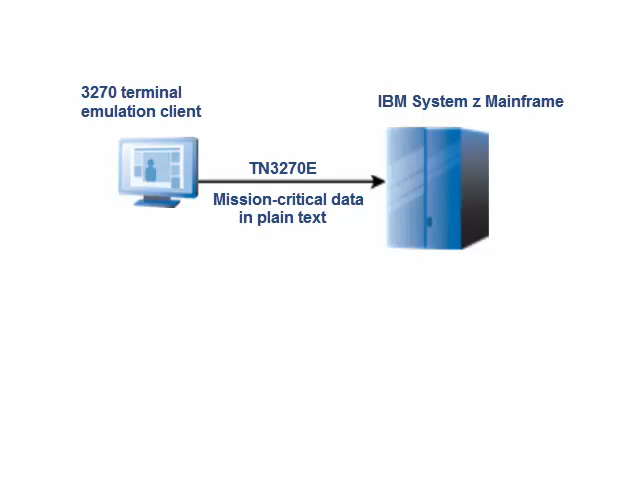 3270 terminal
emulation client
IBM System z Mainframe
TN3270E
Mission-critical data
in plain text